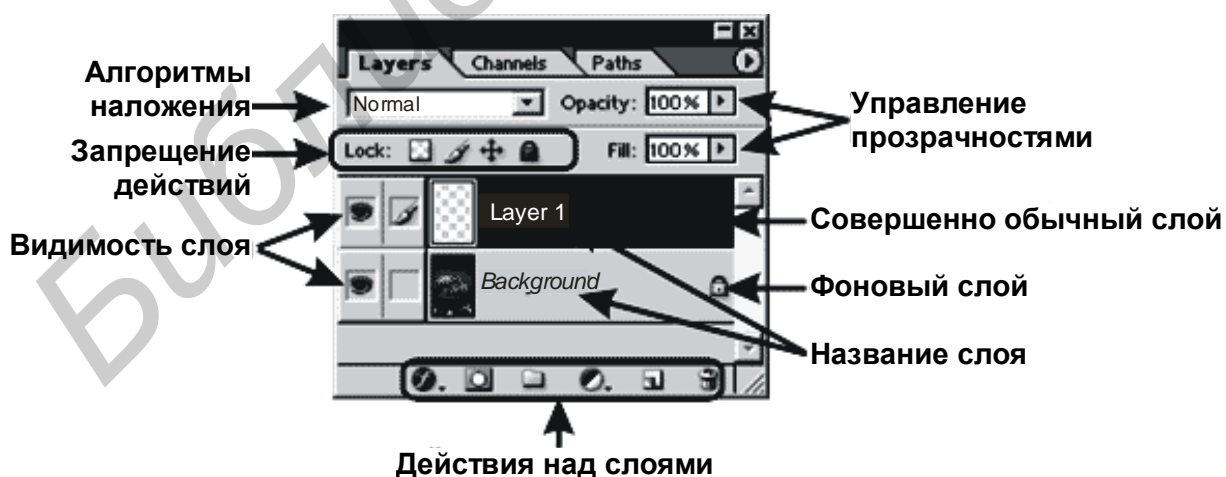 Layers Channels Paths
Алгоритмы
наложения
Normal Opacity: 100%
Управление
прозрачностями
Запрещение
действий
Lock: Fill: 100%
Layer 1
Совершенно обычный слой
Видимость слоя
Background
Фоновый слой
Название слоя
Действия над слоями